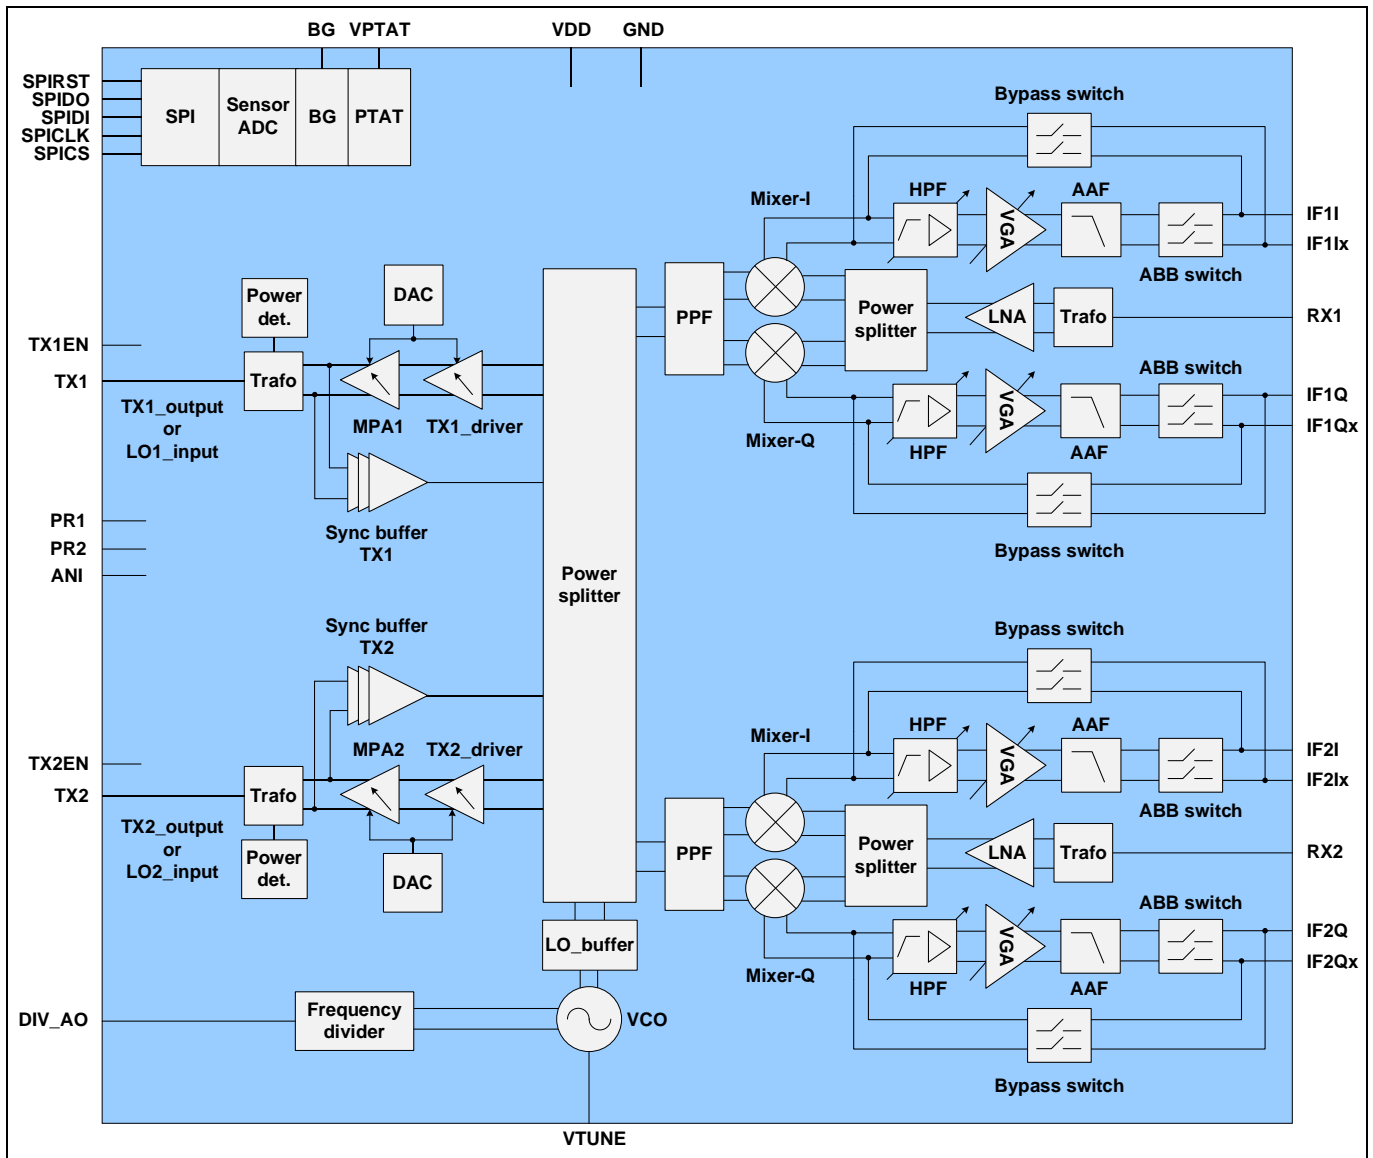 BG VPTAT VDD GND
SPIRST
SPIDO
SPIDI
SPICLK
SPICS
SPI
Sensor
ADC
BG
PTAT
Bypass switch
Mixer-I
HPF
VGA
AAF
ABB switch
IF1I
IF1Ix
Power
det.
DAC
TX1EN
TX1
Trafo
TX1_output
or
LO1_input
MPA1
TX1_driver
Sync buffer
TX1
PPF
Power
splitter
LNA
Trafo
RX1
Mixer-Q
HPF
VGA
AAF
ABB switch
IF1Q
IF1Qx
Bypass switch
PR1
PR2
ANI
Power
splitter
Sync buffer
TX2
MPA2
TX2_driver
TX2EN
TX2
Trafo
TX2_output
or
LO2_input
Power
det.
DAC
Bypass switch
Mixer-I
HPF
VGA
AAF
ABB switch
IF2I
IF2Ix
PPF
Power
splitter
LNA
Trafo
RX2
Mixer-Q
HPF
VGA
AAF
ABB switch
IF2Q
IF2Qx
Bypass switch
LO_buffer
DIV_AO
Frequency
divider
VCO
VTUNE